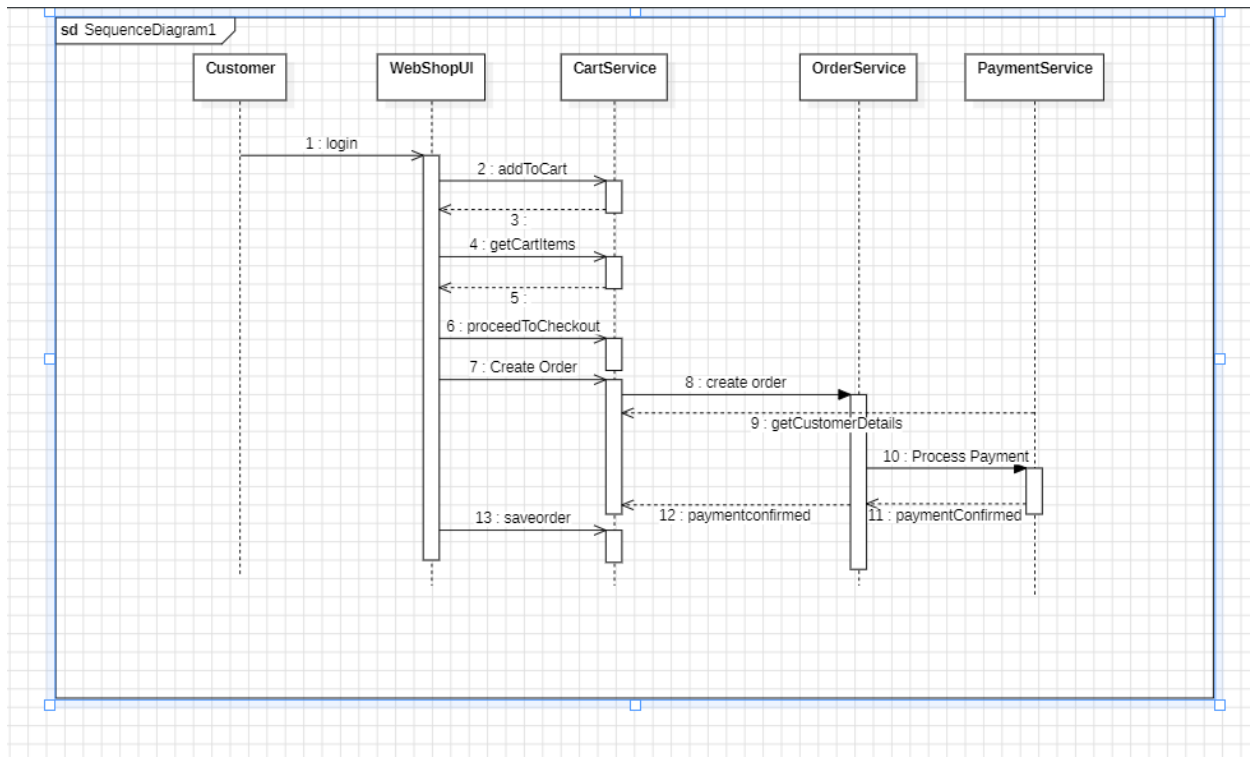 sd SequenceDiagram1
Customer
WebShopUI
CartService
OrderService
PaymentService
1 : login
2 : addToCart
3 :
4 : getCartItems
5 :
6 : proceedToCheckout
7 : Create Order
8 : create order
9 : getCustomerDetails
10 : Process Payment
12 : paymentconfirmed
11 : paymentConfirmed
13 : saveorder